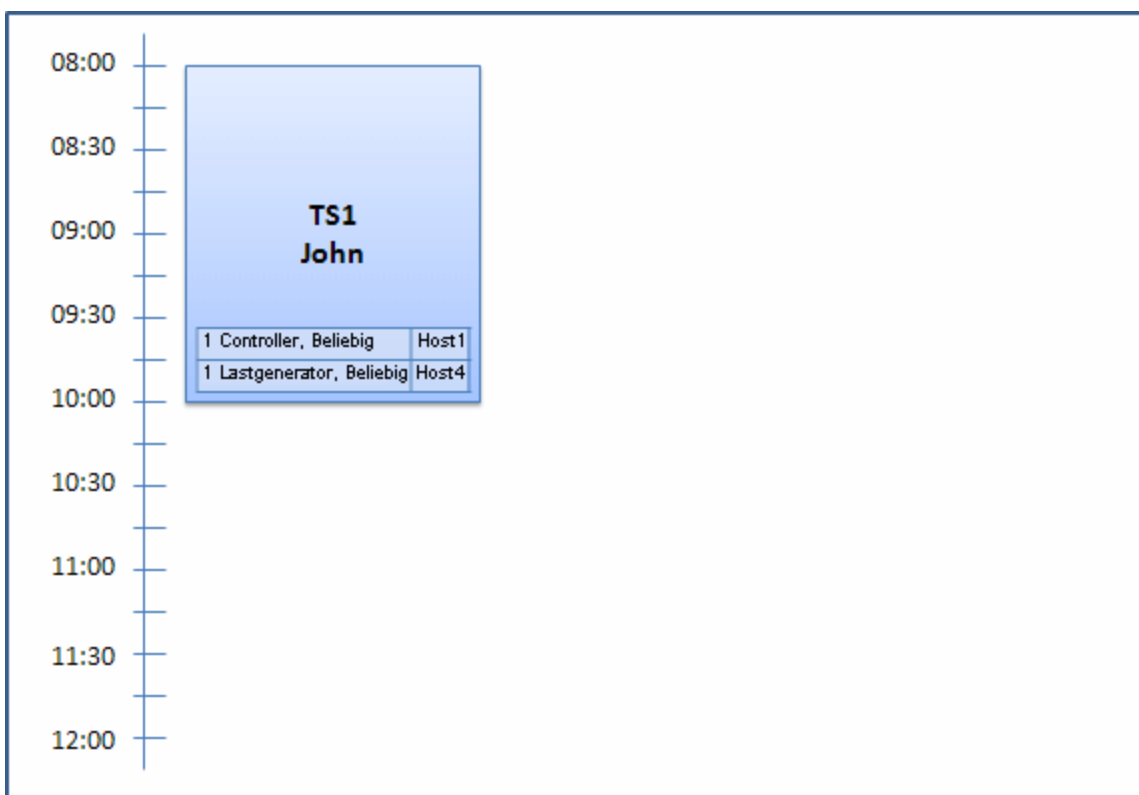 08:00
08:30
09:00
09:30
10:00
10:30
11:00
11:30
12:00
TS1
John
1 Controller, Beliebig Host1
1 Lastgenerator, Beliebig Host4